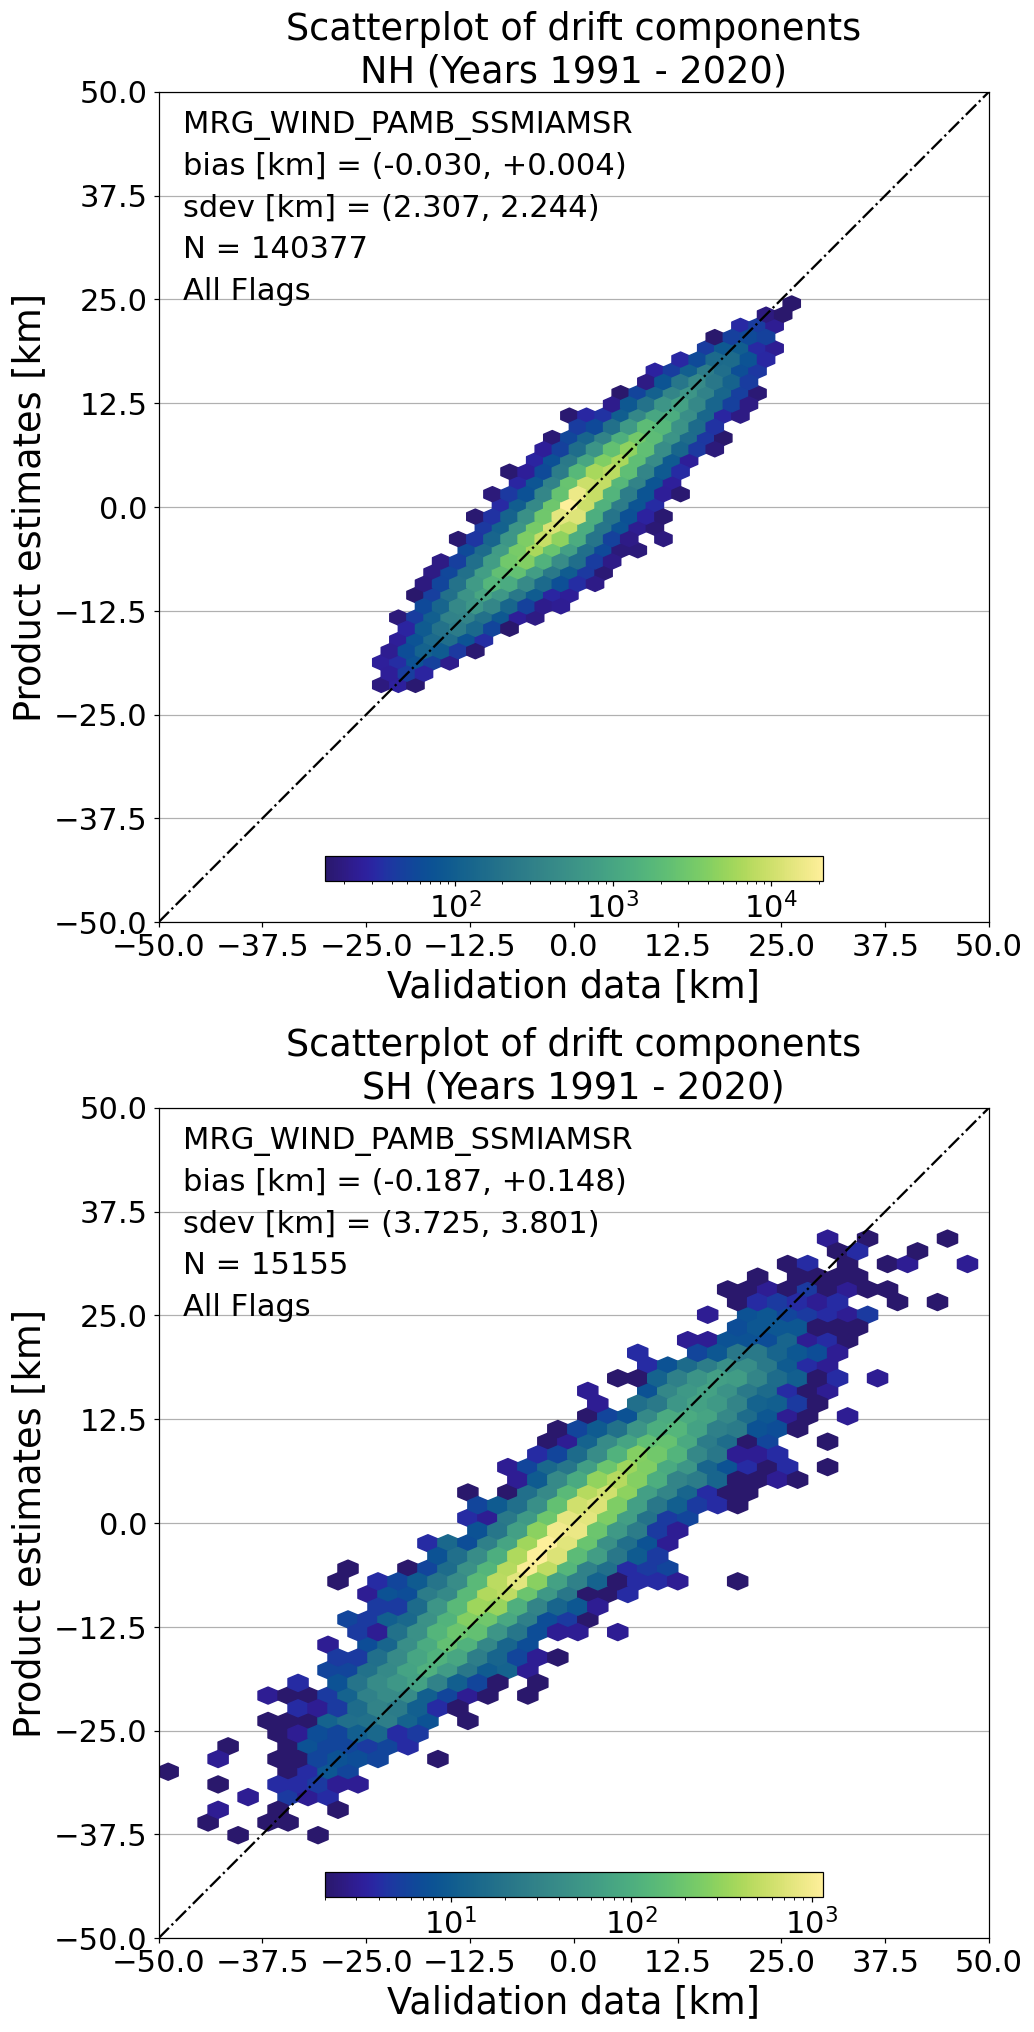 Scatterplot of drift components
NH (Years 1991 - 2020)
50.0
37.5
25.0
12.5
0.0
−12.5
−25.0
−37.5
−50.0
Product estimates [km]
MRG_WIND_PAMB_SSMIAMSR
bias [km] = (-0.030, +0.004)
sdev [km] = (2.307, 2.244)
N = 140377
All Flags
10² 10³ 10⁴
−50.0 −37.5 −25.0 −12.5 0.0 12.5 25.0 37.5 50.0
Validation data [km]
Scatterplot of drift components
SH (Years 1991 - 2020)
50.0
37.5
25.0
12.5
0.0
−12.5
−25.0
−37.5
−50.0
Product estimates [km]
MRG_WIND_PAMB_SSMIAMSR
bias [km] = (-0.187, +0.148)
sdev [km] = (3.725, 3.801)
N = 15155
All Flags
10¹ 10² 10³
−50.0 −37.5 −25.0 −12.5 0.0 12.5 25.0 37.5 50.0
Validation data [km]